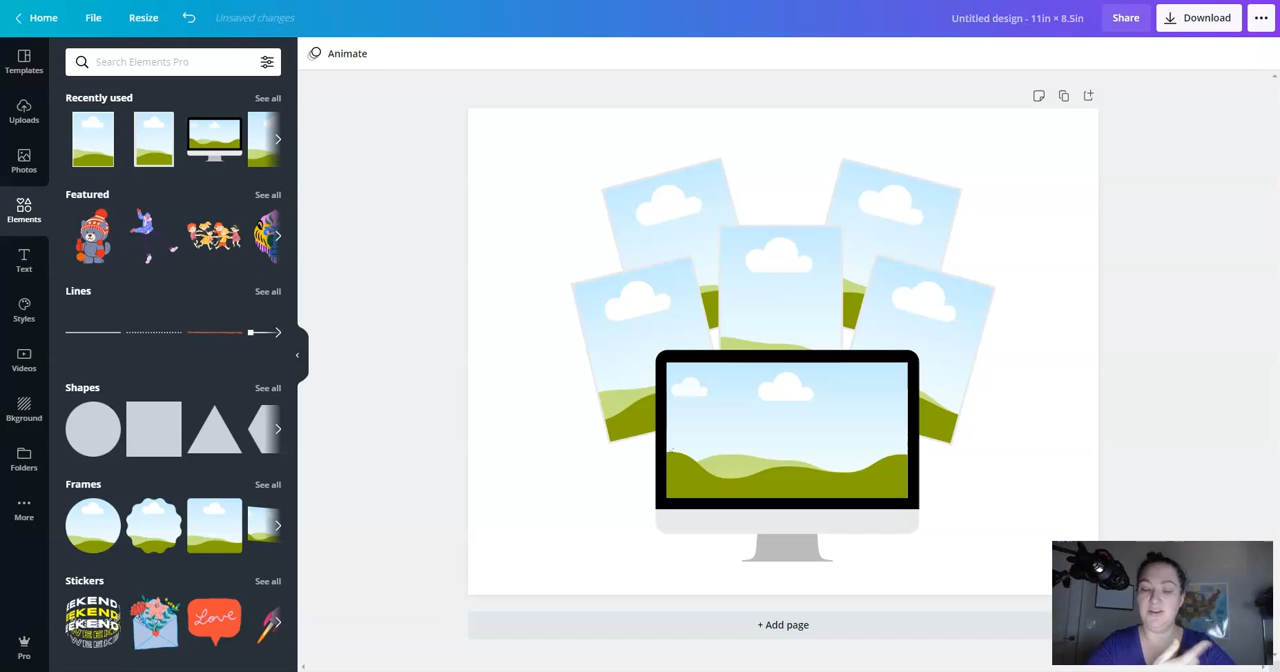 Home
File
Resize
Unsaved changes
Untitled design - 11in × 8.5in
Share
Download
Templates
Uploads
Photos
Elements
Text
Styles
Videos
Bkground
Folders
More
Pro
Search Elements Pro
Recently used
See all
Featured
See all
Lines
See all
Shapes
See all
Frames
See all
Stickers
See all
Love
Animate
+ Add page